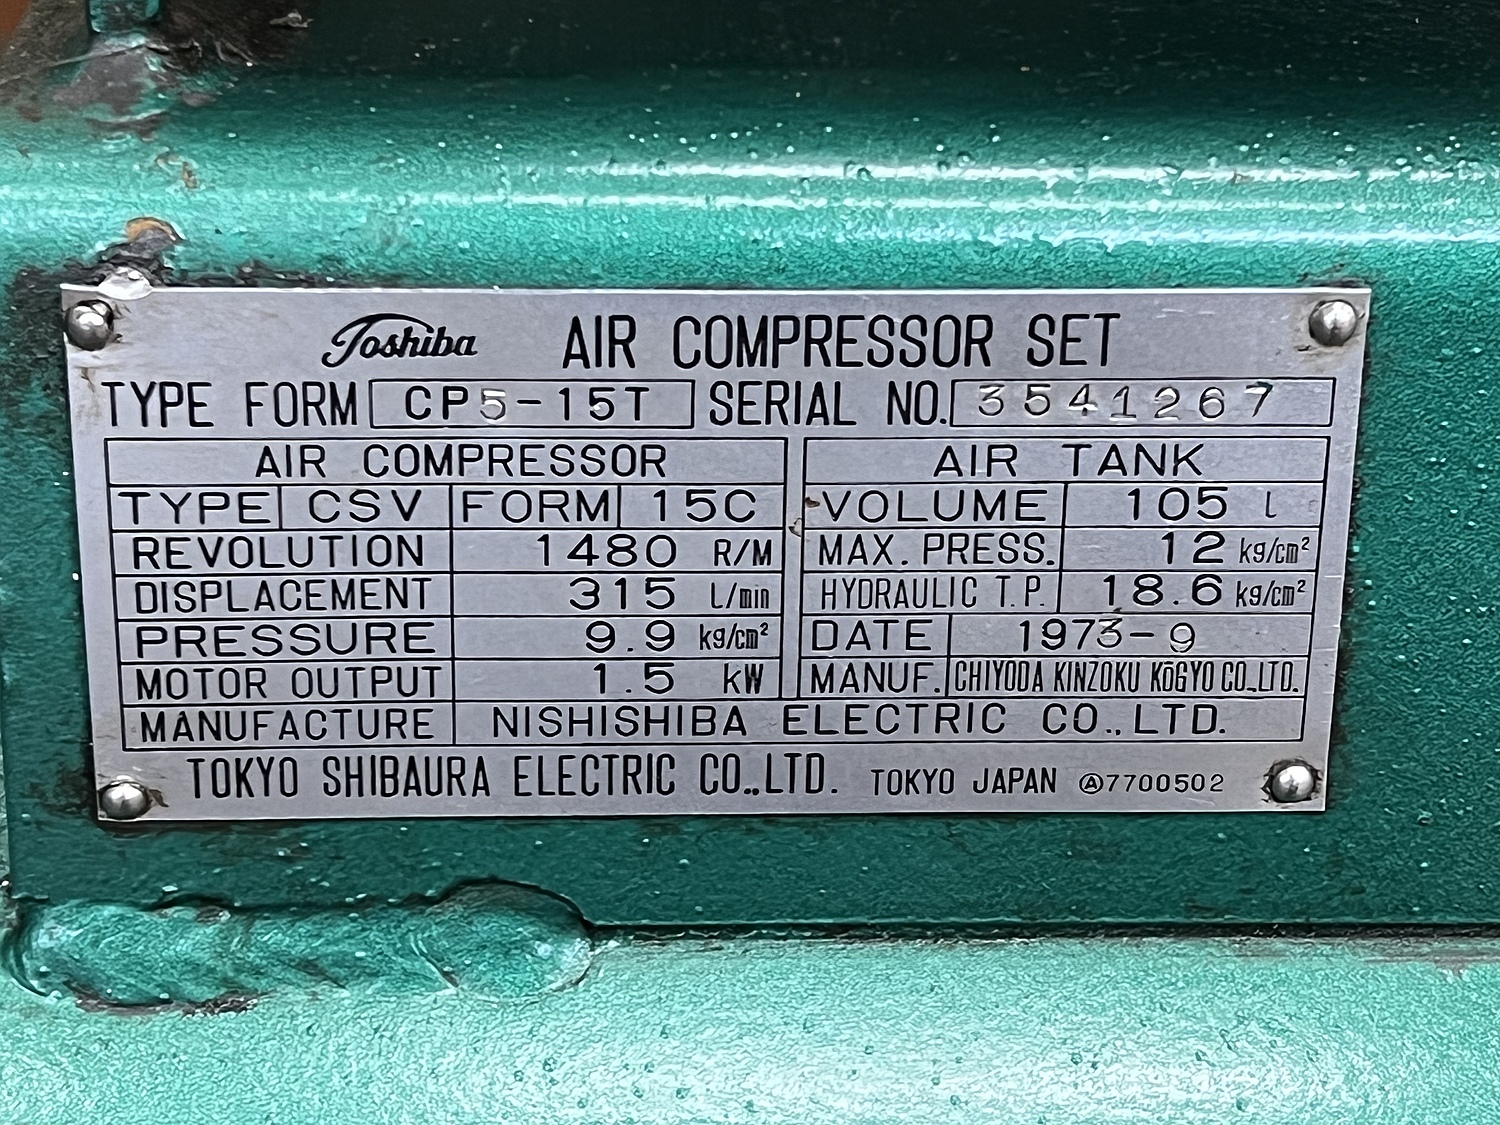 Toshiba AIR COMPRESSOR SET
TYPE FORM CP5-15T SERIAL NO. 3541267
AIR COMPRESSOR
TYPE CSV FORM 15C
REVOLUTION 1480 R/M
DISPLACEMENT 315 l/min
PRESSURE 9.9 kg/cm²
MOTOR OUTPUT 1.5 kW
AIR TANK
VOLUME 105 l
MAX. PRESS. 12 kg/cm²
HYDRAULIC T.P. 18.6 kg/cm²
DATE 1973-9
MANUF. CHIYODA KINZOKU KōGYO CO.,LTD.
MANUFACTURE NISHISHIBA ELECTRIC CO., LTD.
TOKYO SHIBAURA ELECTRIC CO.,LTD. TOKYO JAPAN Ⓐ7700502